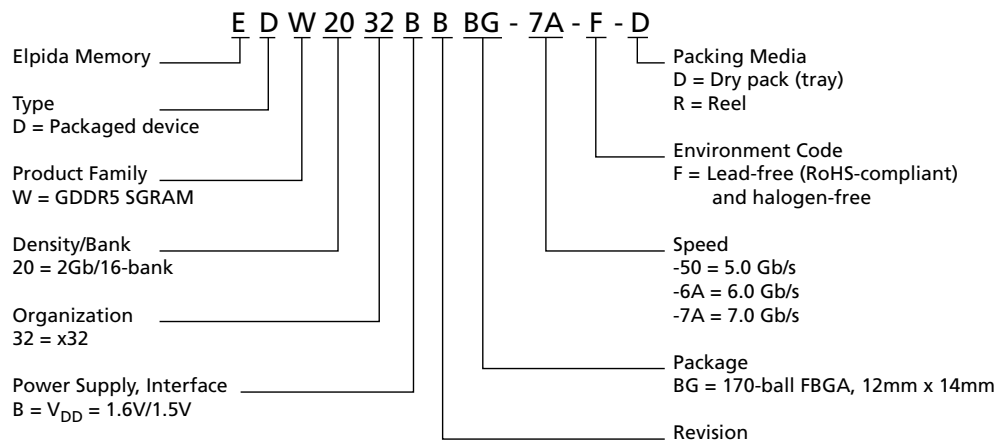 E D W 20 32 B B BG - 7A - F - D
Elpida Memory
Type
D = Packaged device
Product Family
W = GDDR5 SGRAM
Density/Bank
20 = 2Gb/16-bank
Organization
32 = x32
Power Supply, Interface
B = VDD = 1.6V/1.5V
Packing Media
D = Dry pack (tray)
R = Reel
Environment Code
F = Lead-free (RoHS-compliant)
and halogen-free
Speed
-50 = 5.0 Gb/s
-6A = 6.0 Gb/s
-7A = 7.0 Gb/s
Package
BG = 170-ball FBGA, 12mm x 14mm
Revision